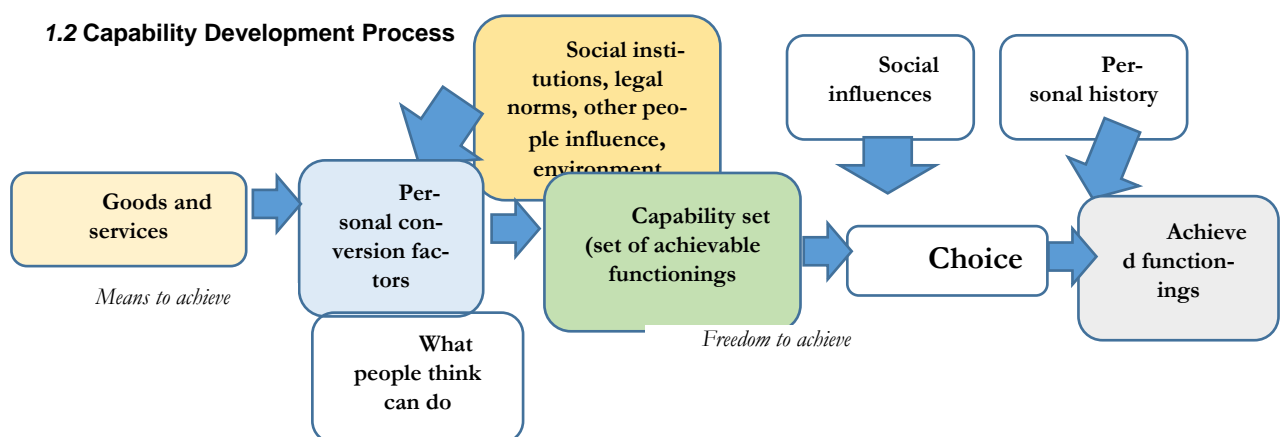 1.2 Capability Development Process
Social insti-
tutions, legal
norms, other peo-
ple influence,
environment
Social
influences
Per-
sonal history
Goods and
services
Means to achieve
Per-
sonal con-
version fac-
tors
What
people think
can do
Capability set
(set of achievable
functionings
Freedom to achieve
Choice
Achieve
d function-
ings